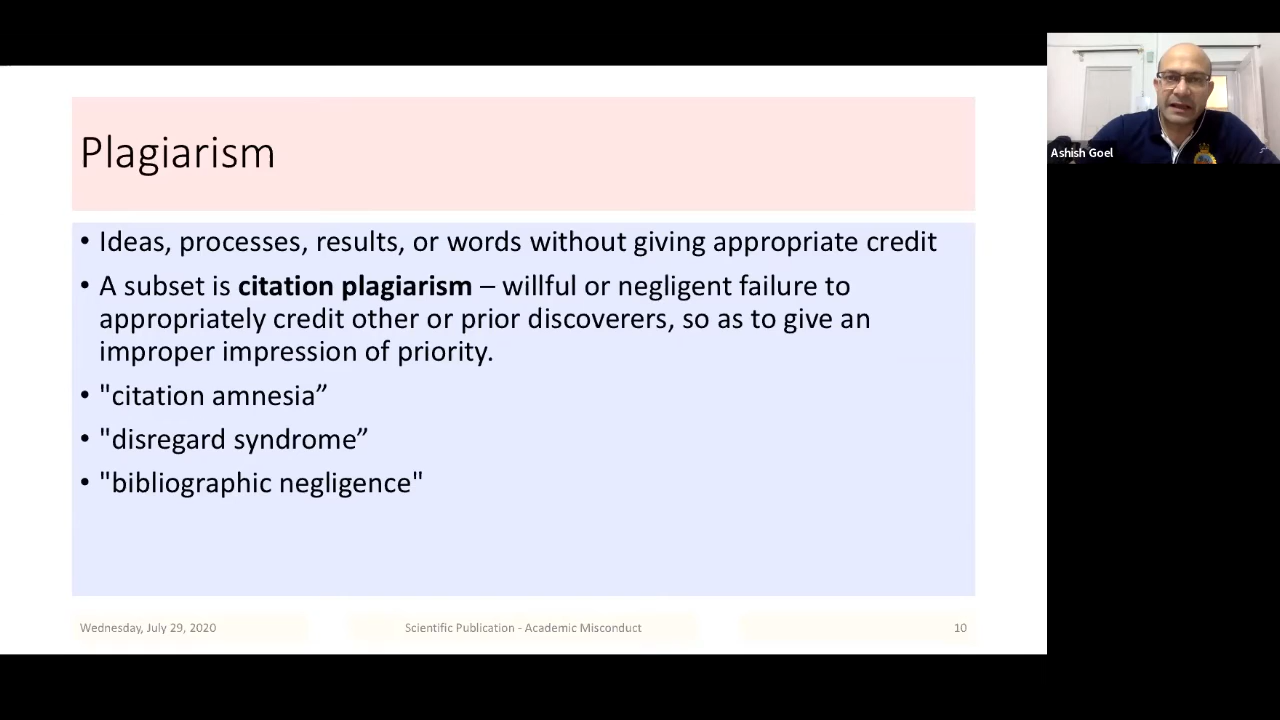 Plagiarism
• Ideas, processes, results, or words without giving appropriate credit
• A subset is citation plagiarism – willful or negligent failure to
appropriately credit other or prior discoverers, so as to give an
improper impression of priority.
• "citation amnesia”
• "disregard syndrome”
• "bibliographic negligence"
Wednesday, July 29, 2020
Scientific Publication - Academic Misconduct
10
Ashish Goel